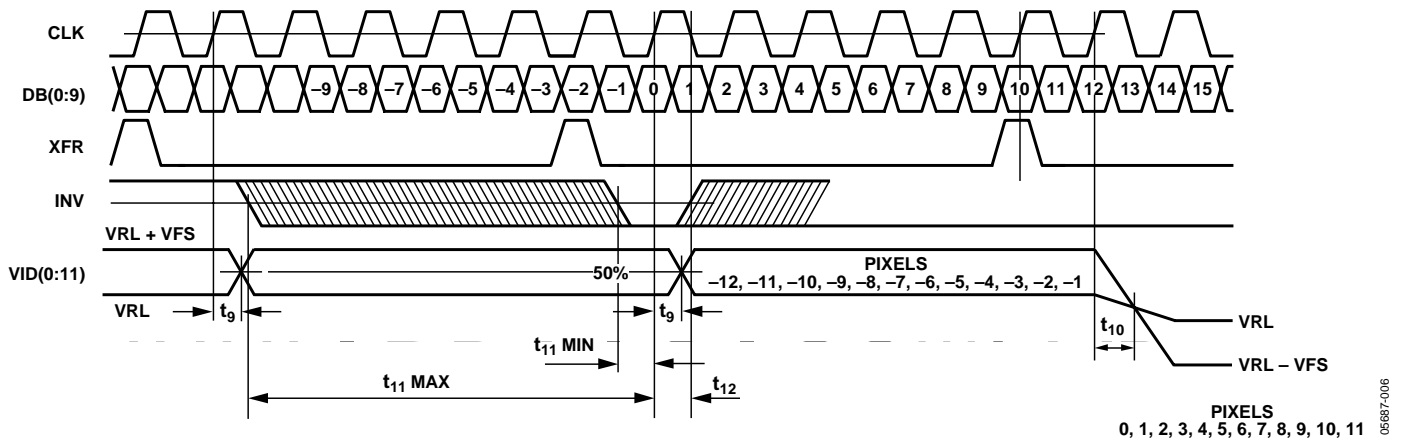 CLK
DB(0:9)
–9 –8 –7 –6 –5 –4 –3 –2 –1 0 1 2 3 4 5 6 7 8 9 10 11 12 13 14 15
XFR
INV
VRL + VFS
VID(0:11)
50%
PIXELS
–12, –11, –10, –9, –8, –7, –6, –5, –4, –3, –2, –1
VRL
t9
t9
t10
VRL
t11 MIN
VRL – VFS
t11 MAX
t12
PIXELS
0, 1, 2, 3, 4, 5, 6, 7, 8, 9, 10, 11
05687-006